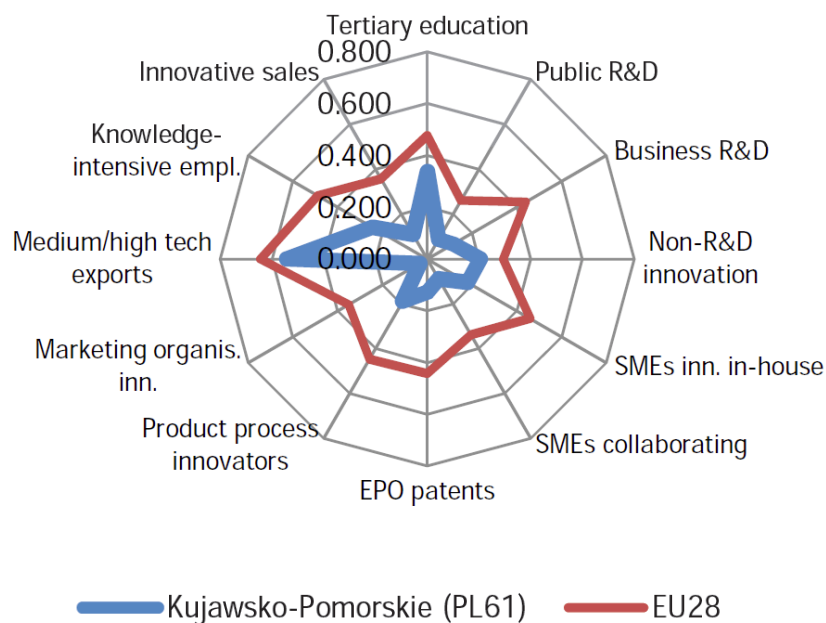 Tertiary education
0.800
Innovative sales
Public R&D
0.600
Knowledge-
intensive empl.
0.400
Business R&D
0.200
Medium/high tech
exports
0.000
Non-R&D
innovation
Marketing organis.
inn.
SMEs inn. in-house
Product process
innovators
SMEs collaborating
EPO patents
Kujawsko-Pomorskie (PL61)
EU28